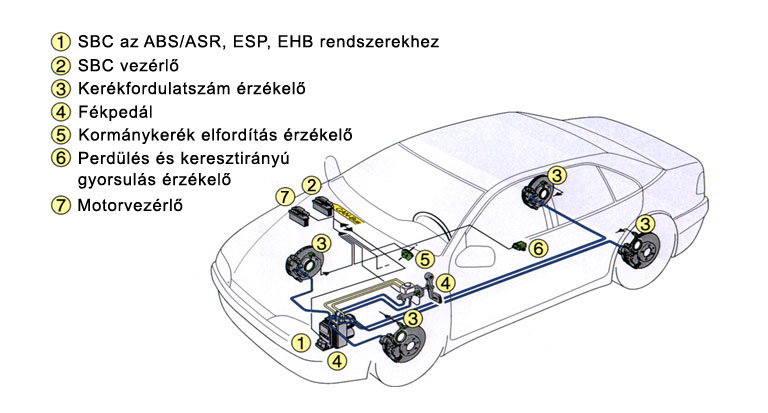 1 SBC az ABS/ASR, ESP, EHB rendszerekhez
2 SBC vezérlő
3 Kerékfordulatszám érzékelő
4 Fékpedál
5 Kormánykerék elfordítás érzékelő
6 Perdülés és keresztirányú
gyorsulás érzékelő
7 Motorvezérlő
7
2
3
3
3
5
6
4
3
1
4